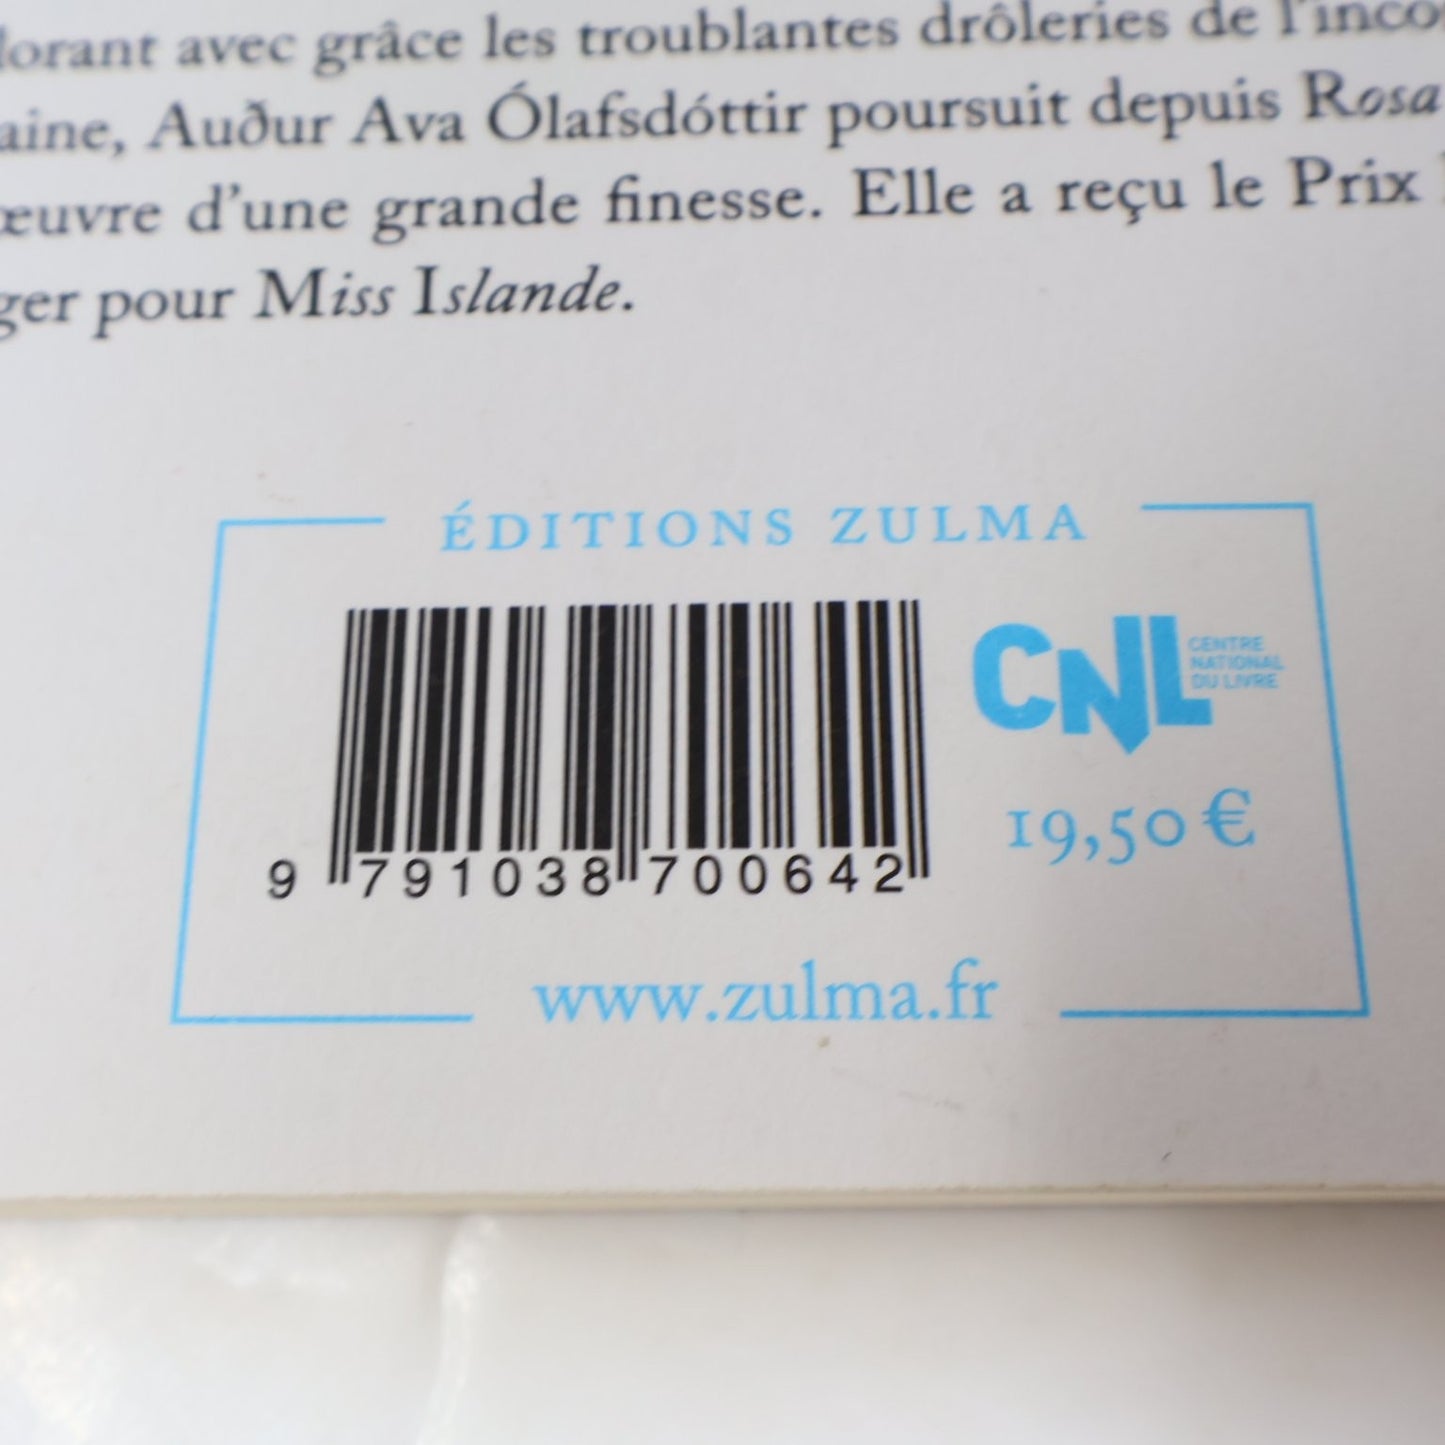 lorant avec grâce les troublantes drôleries de l'inco
aine, Auður Ava Ólafsdóttir poursuit depuis Rosa
œuvre d'une grande finesse. Elle a reçu le Prix
ger pour Miss Islande.
ÉDITIONS ZULMA
CNL CENTRE
NATIONAL
DU LIVRE
19,50 €
9 791038 700642
www.zulma.fr